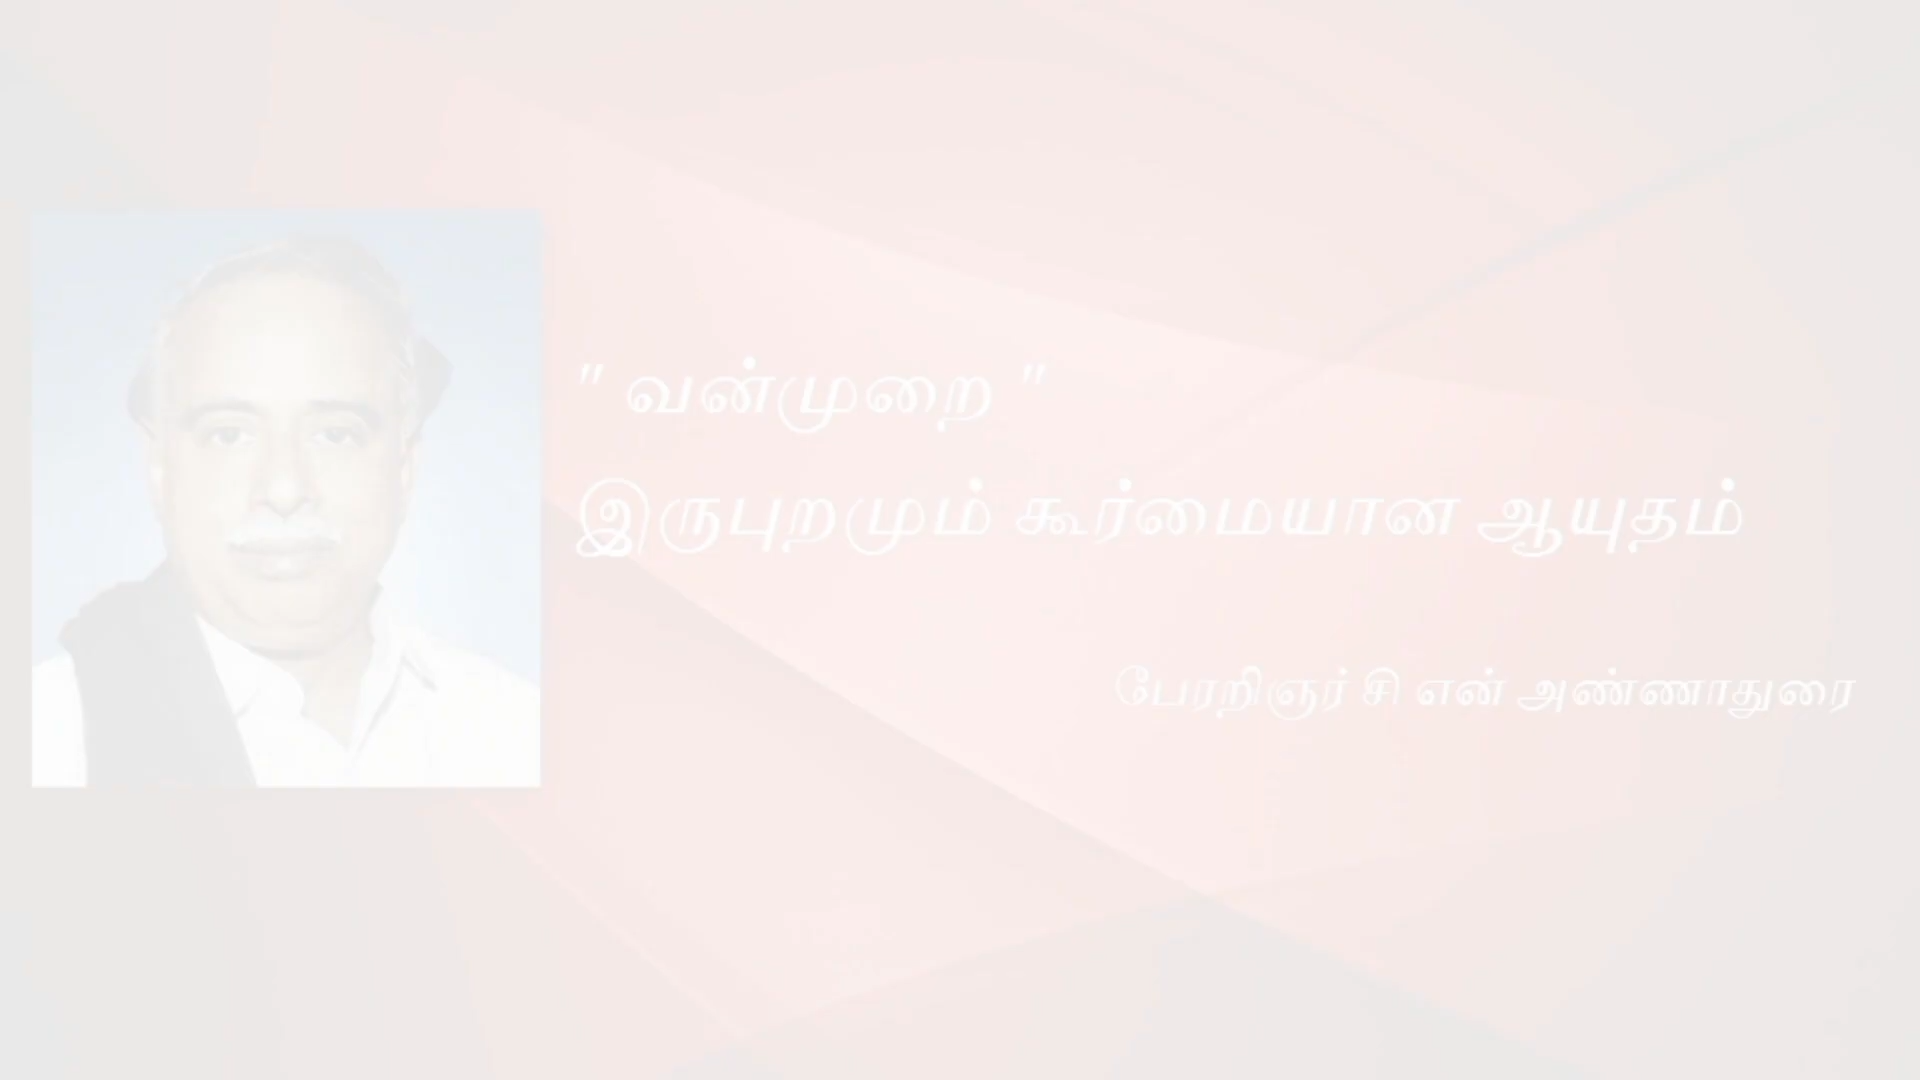 " வன்முறை "
இருபுறமும் கூர்மையான ஆயுதம்
பேரறிஞர் சி என் அண்ணாதுரை